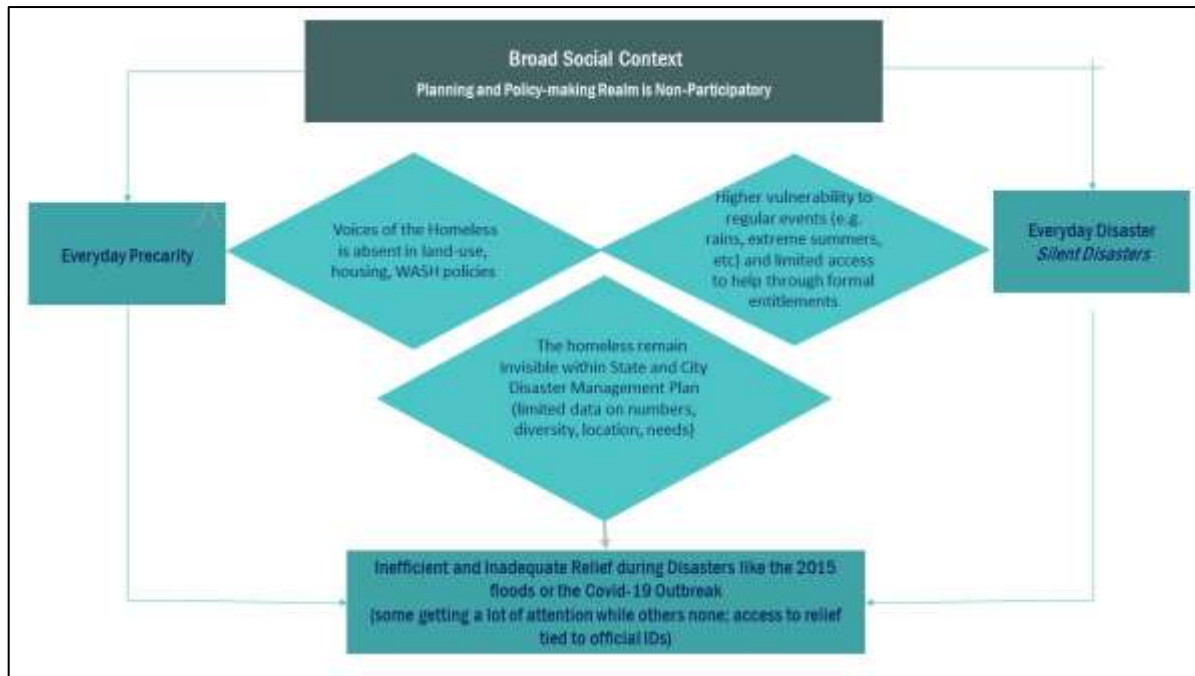 Broad Social Context
Planning and Policy-making Realm is Non-Participatory
Everyday Precarity
Voices of the Homeless
is absent in land-use,
housing, WASH policies
Higher vulnerability to
regular events (e.g.
rains, extreme summers,
etc) and limited access
to help through formal
entitlements.
Everyday Disaster
Silent Disasters
The homeless remain
Invisible within State and City
Disaster Management Plan
(limited data on numbers,
diversity, location, needs)
Inefficient and Inadequate Relief during Disasters like the 2015
floods or the Covid-19 Outbreak
(some getting a lot of attention while others none; access to relief
tied to official IDs)